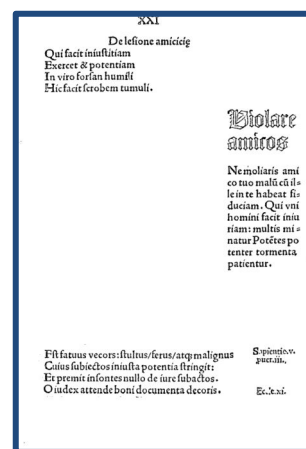 XXI
De lesione amicicię
Qui facit iniustitiam
Exercet & potentiam
In viro forsan humili
Hic facit scrobem tumuli.
Violare
amicos
Ne moliaris ami
co tuo malū cū il=
le in te habeat fi=
duciam. Qui vni
homini facit iniu
riam: multis mi=
natur Potētes po
tenter tormenta
patientur.
Est fatuus vecors: stultus/ferus/atq; malignus
Cuius subiectos iniusta potentia stringit:
Et premit insontes nullo de iure subactos.
O iudex attende boni documenta decoris.
Sapientie.v.
puer.iii.
Ec.le.xi.